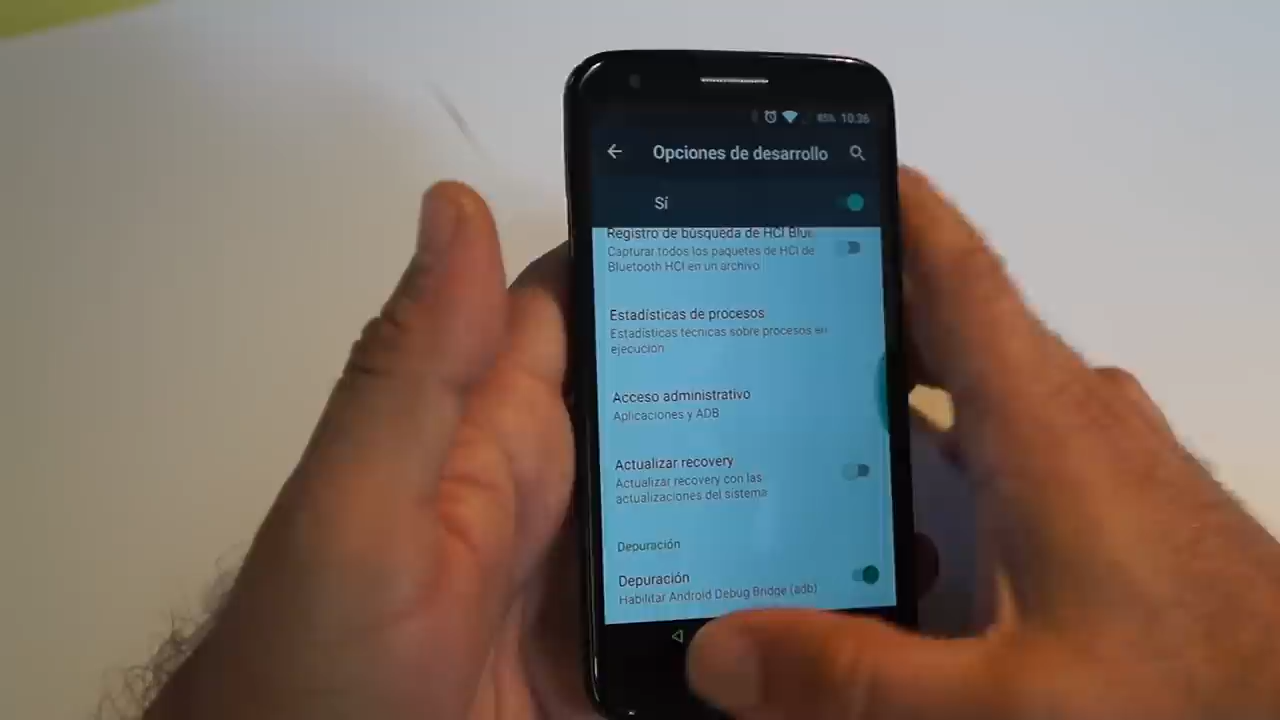 85% 10:36
Opciones de desarrollo
Sí
Registro de búsqueda de HCI Blue
Capturar todos los paquetes de HCI de
Bluetooth HCI en un archivo
Estadísticas de procesos
Estadísticas técnicas sobre procesos en
ejecución
Acceso administrativo
Aplicaciones y ADB
Actualizar recovery
Actualizar recovery con las
actualizaciones del sistema
Depuración
Depuración
Habilitar Android Debug Bridge (adb)